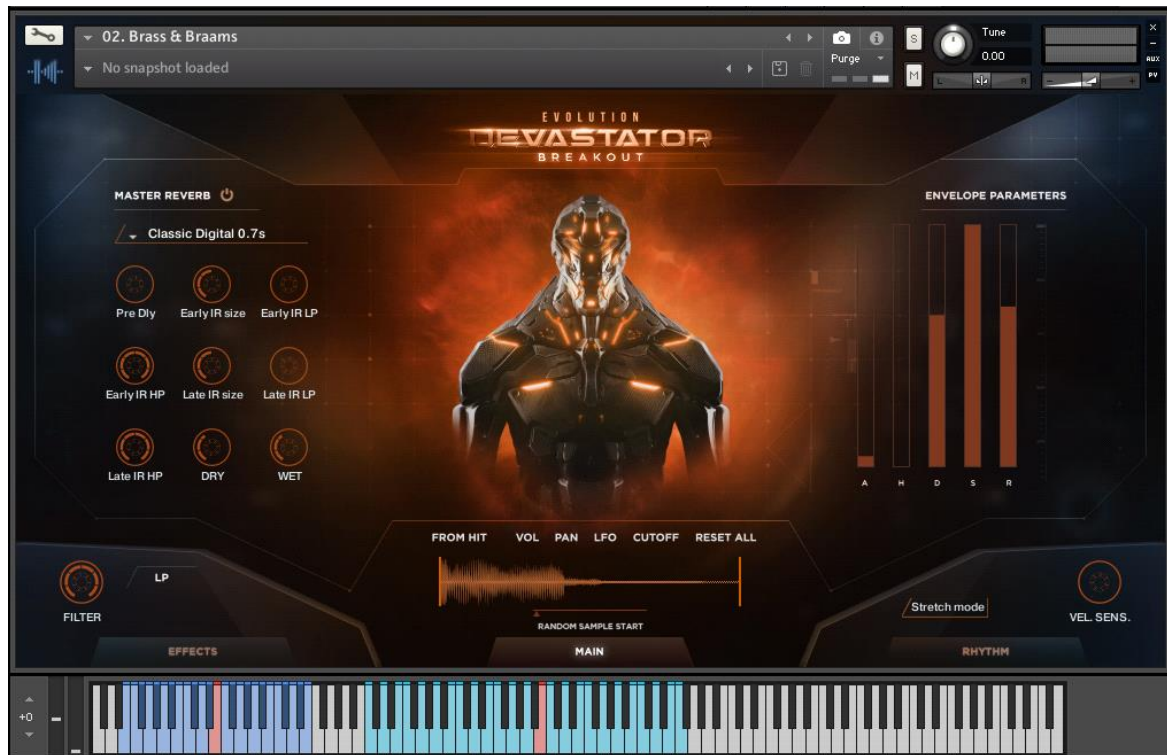 02. Brass & Braams
No snapshot loaded
Purge
S
M
Tune
0.00
L R
- +
×
-
AUX
PV
EVOLUTION
DEVASTATOR
BREAKOUT
MASTER REVERB
Classic Digital 0.7s
Pre Dly Early IR size Early IR LP
Early IR HP Late IR size Late IR LP
Late IR HP DRY WET
ENVELOPE PARAMETERS
A H D S R
FROM HIT VOL PAN LFO CUTOFF RESET ALL
RANDOM SAMPLE START
LP
FILTER
Stretch mode
VEL. SENS.
EFFECTS MAIN RHYTHM
+0